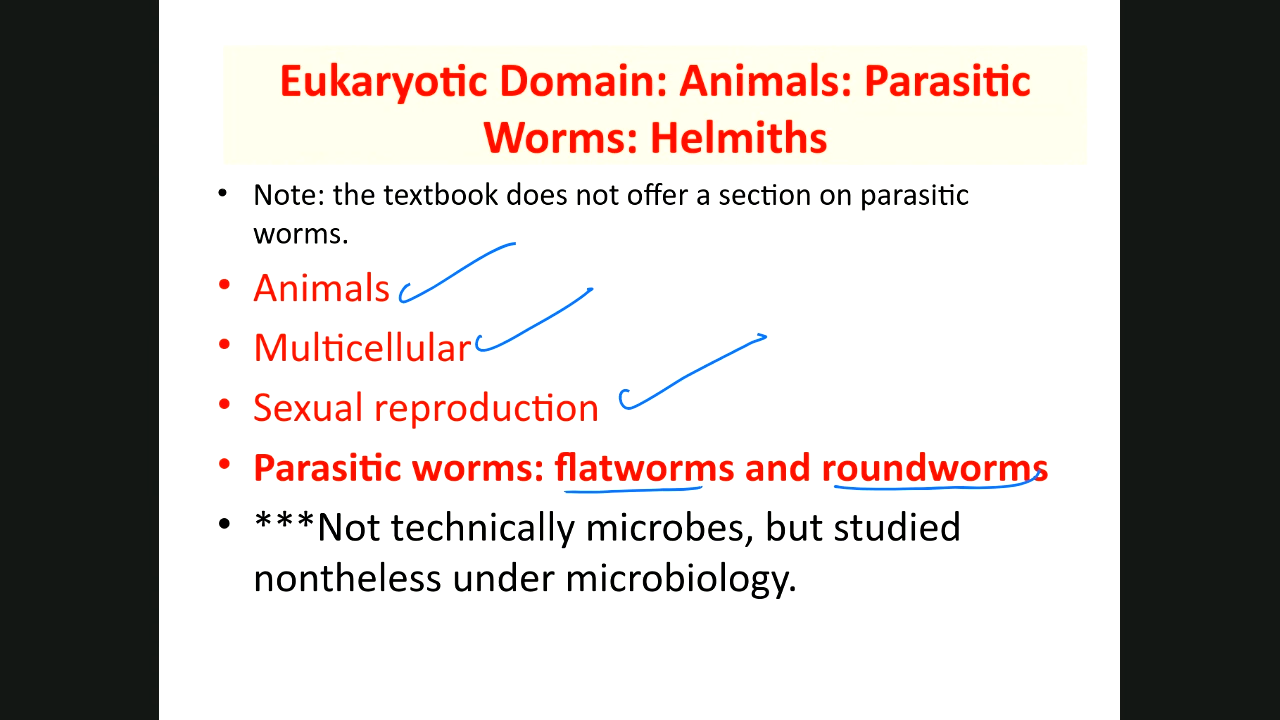 Eukaryotic Domain: Animals: Parasitic
Worms: Helmiths
• Note: the textbook does not offer a section on parasitic
worms.
• Animals
• Multicellular
• Sexual reproduction
• Parasitic worms: flatworms and roundworms
• ***Not technically microbes, but studied
nontheless under microbiology.